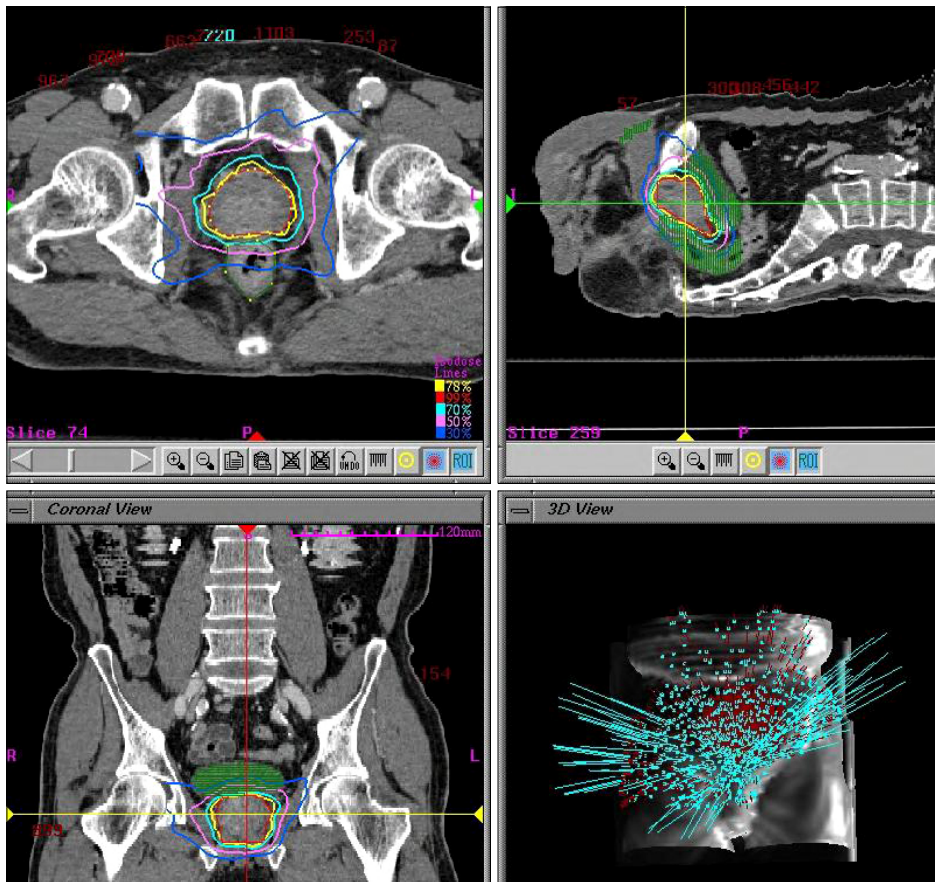 720
1103
253
87
57
R
L
I
Isodose
Lines
78%
99%
70%
50%
30%
Slice 74
P
Slice 259
P
UNDO
ROI
ROI
Coronal View
3D View
120mm
154
R
L